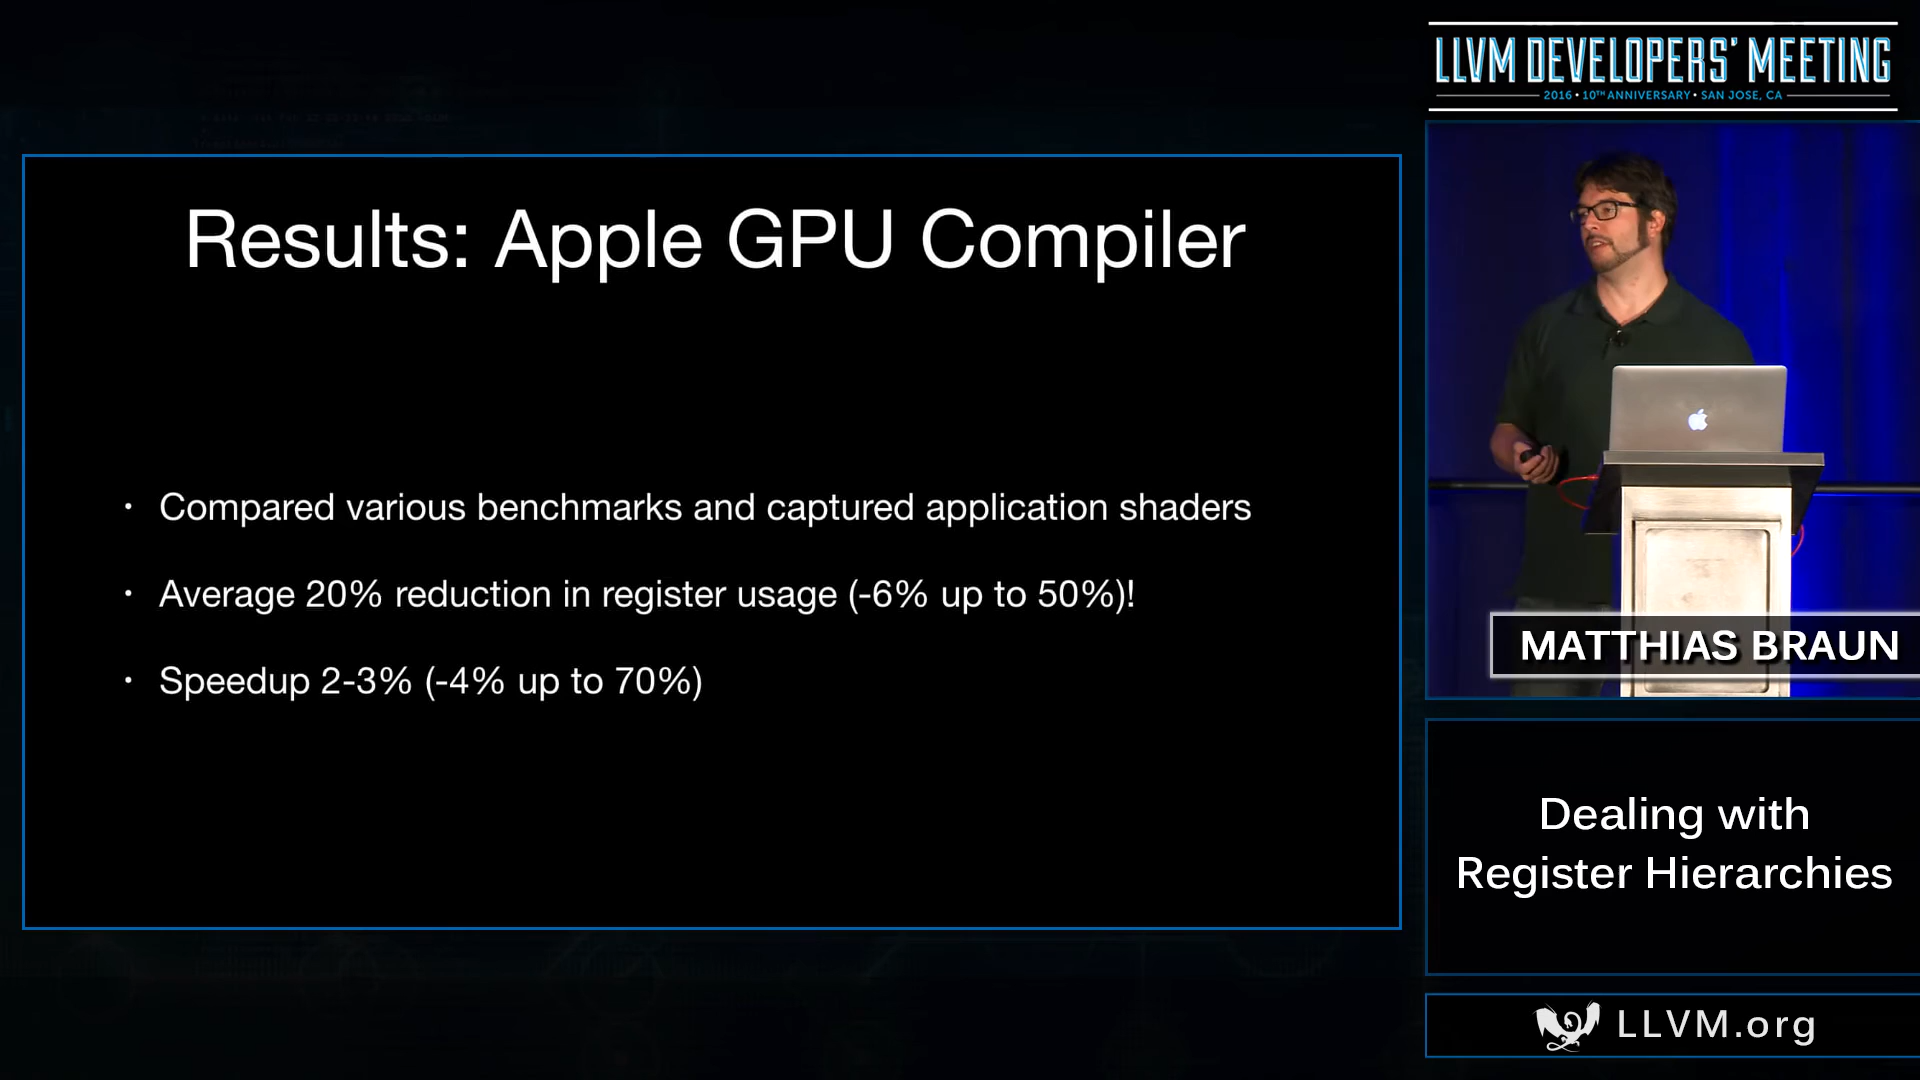 LLVM DEVELOPERS' MEETING
2016 • 10TH ANNIVERSARY • SAN JOSE, CA
Results: Apple GPU Compiler
• Compared various benchmarks and captured application shaders
• Average 20% reduction in register usage (-6% up to 50%)!
• Speedup 2-3% (-4% up to 70%)
MATTHIAS BRAUN
Dealing with
Register Hierarchies
LLVM.org